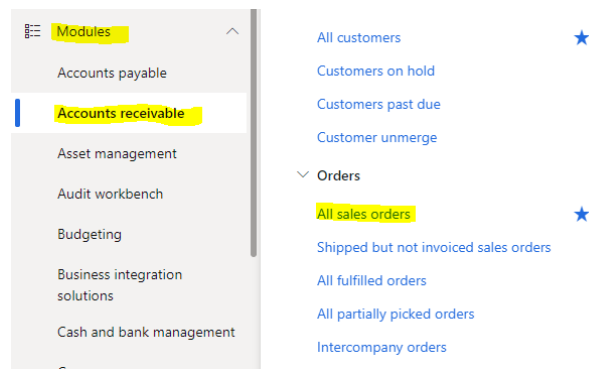 Modules
Accounts payable
Accounts receivable
Asset management
Audit workbench
Budgeting
Business integration
solutions
Cash and bank management
All customers
Customers on hold
Customers past due
Customer unmerge
Orders
All sales orders
Shipped but not invoiced sales orders
All fulfilled orders
All partially picked orders
Intercompany orders